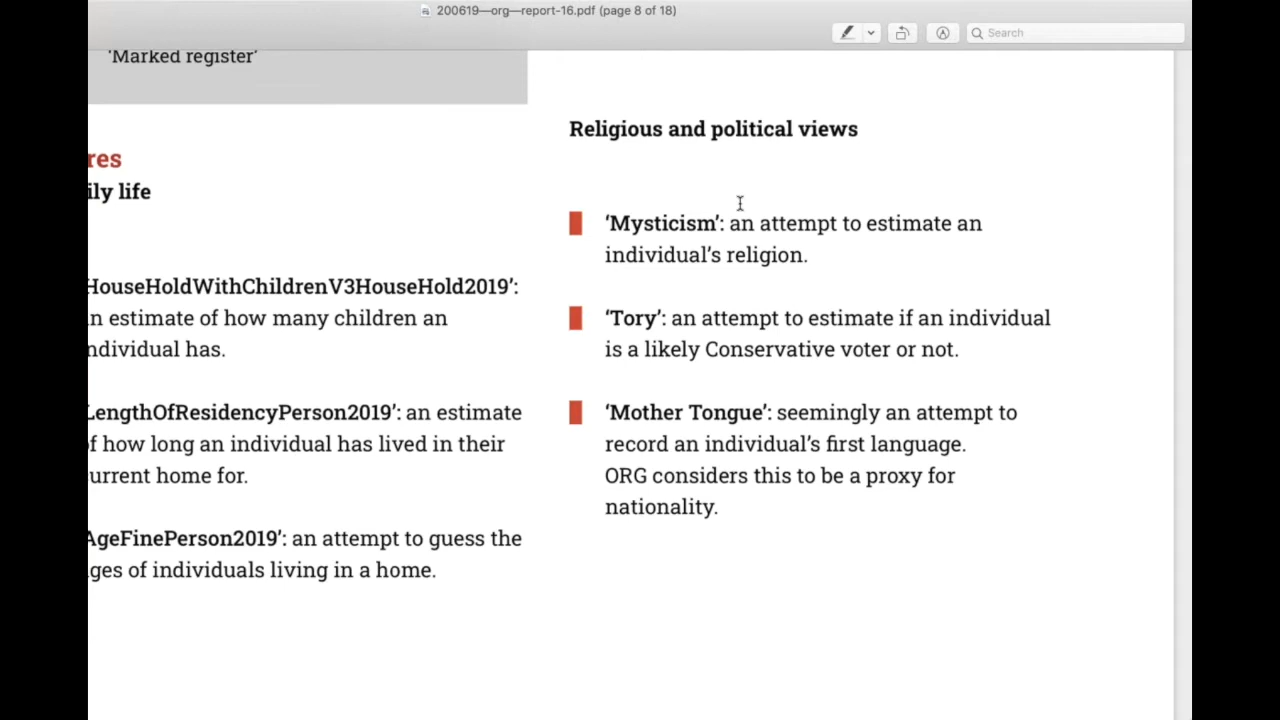 200619—org—report-16.pdf (page 8 of 18)
Search
'Marked register'
res
ily life
HouseHoldWithChildrenV3HouseHold2019’:
n estimate of how many children an
ndividual has.
LengthOfResidencyPerson2019’: an estimate
of how long an individual has lived in their
urrent home for.
AgeFinePerson2019’: an attempt to guess the
ges of individuals living in a home.
Religious and political views
‘Mysticism’: an attempt to estimate an
individual’s religion.
‘Tory’: an attempt to estimate if an individual
is a likely Conservative voter or not.
‘Mother Tongue’: seemingly an attempt to
record an individual’s first language.
ORG considers this to be a proxy for
nationality.